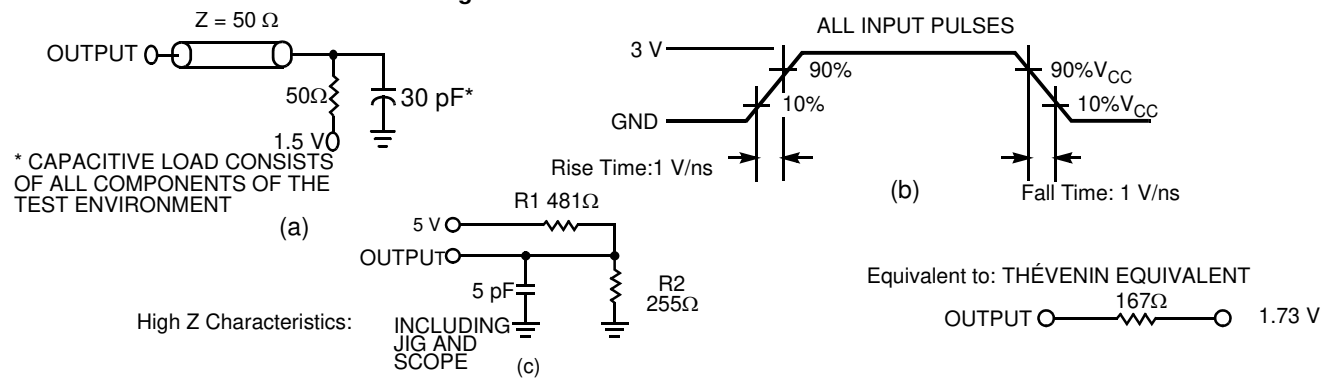 Z = 50 Ω
OUTPUT
50Ω
30 pF*
1.5 V
* CAPACITIVE LOAD CONSISTS
OF ALL COMPONENTS OF THE
TEST ENVIRONMENT
(a)
ALL INPUT PULSES
3 V
90%
10%
GND
90%VCC
10%VCC
Rise Time:1 V/ns
(b)
Fall Time: 1 V/ns
R1 481Ω
5 V
OUTPUT
5 pF
R2
255Ω
High Z Characteristics:
INCLUDING
JIG AND
SCOPE
(c)
Equivalent to: THÉVENIN EQUIVALENT
167Ω
OUTPUT
1.73 V